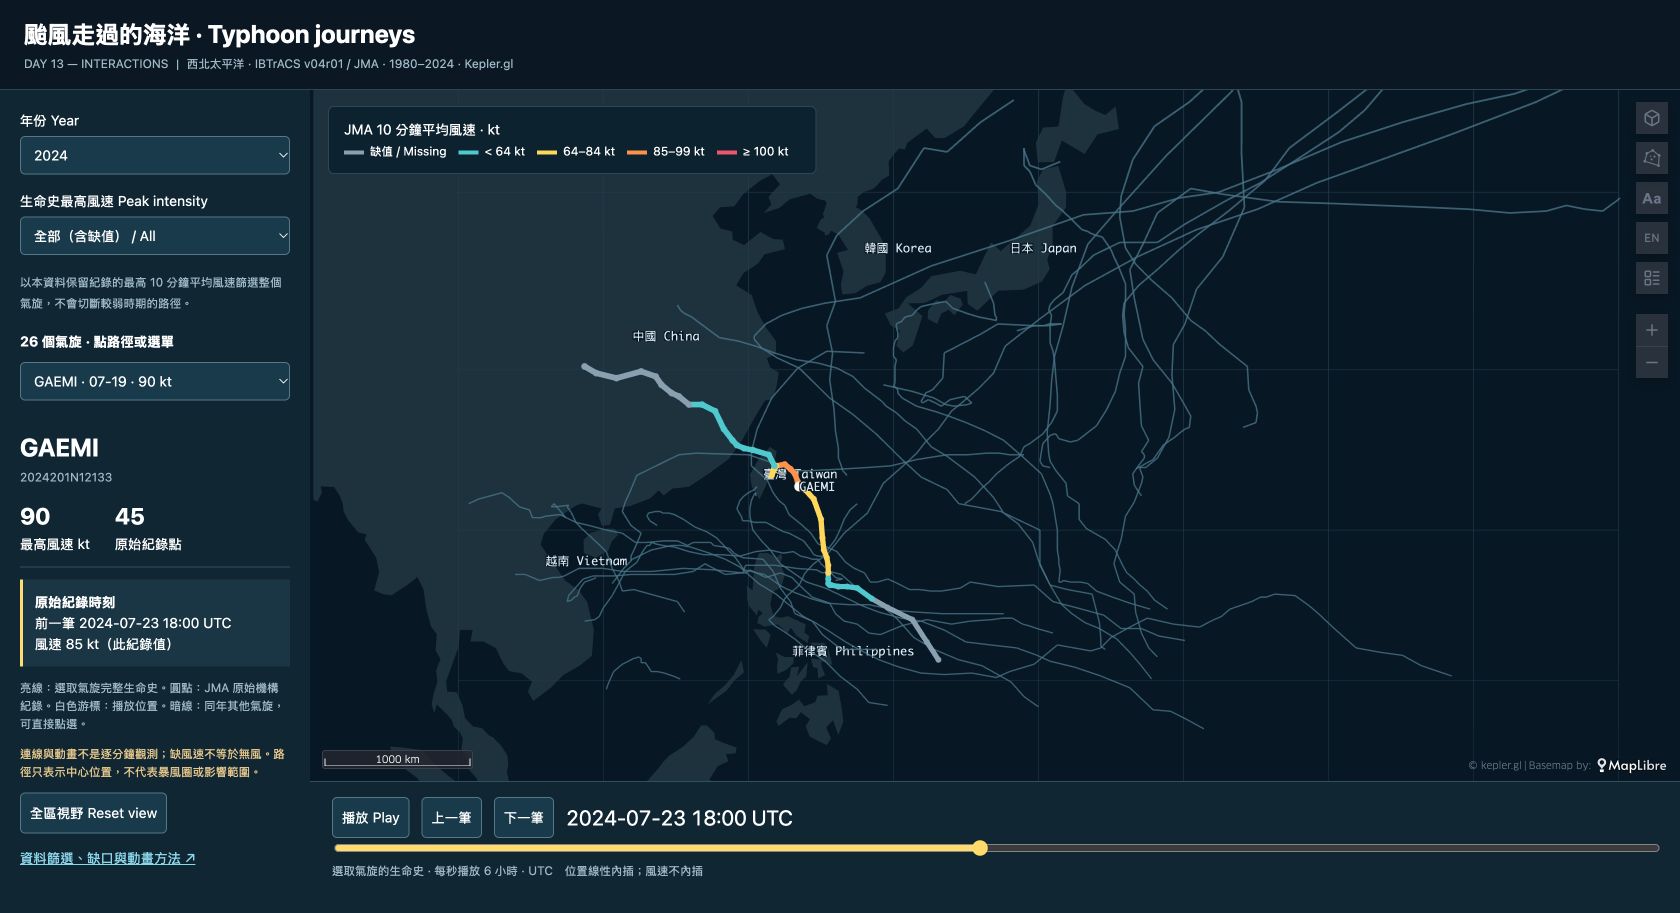 颱風走過的海洋 · Typhoon journeys
DAY 13 — INTERACTIONS | 西北太平洋 · IBTrACS v04r01 / JMA · 1980–2024 · Kepler.gl
年份 Year
2024
生命史最高風速 Peak intensity
全部（含缺值） / All
以本資料保留紀錄的最高 10 分鐘平均風速篩選整個
氣旋，不會切斷較弱時期的路徑。
26 個氣旋 · 點路徑或選單
GAEMI · 07-19 · 90 kt
GAEMI
2024201N12133
90 45
最高風速 kt 原始紀錄點
原始紀錄時刻
前一筆 2024-07-23 18:00 UTC
風速 85 kt（此紀錄值）
亮線：選取氣旋完整生命史。圓點：JMA 原始機構
紀錄。白色游標：播放位置。暗線：同年其他氣旋，
可直接點選。
連線與動畫不是逐分鐘觀測；缺風速不等於無風。路
徑只表示中心位置，不代表暴風圈或影響範圍。
全區視野 Reset view
資料篩選、缺口與動畫方法 ↗
JMA 10 分鐘平均風速 · kt
缺值 / Missing < 64 kt 64–84 kt 85–99 kt ≥ 100 kt
韓國 Korea
日本 Japan
中國 China
臺灣 Taiwan
GAEMI
越南 Vietnam
菲律賓 Philippines
1000 km
Aa
EN
© kepler.gl | Basemap by: MapLibre
播放 Play 上一筆 下一筆 2024-07-23 18:00 UTC
選取氣旋的生命史 · 每秒播放 6 小時 · UTC 位置線性內插；風速不內插